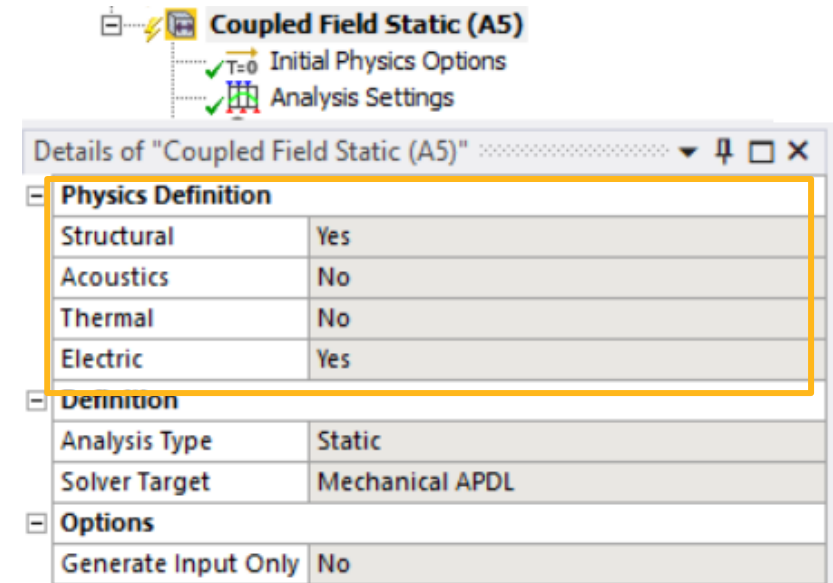 Coupled Field Static (A5)
T=0 Initial Physics Options
Analysis Settings
Details of "Coupled Field Static (A5)"
Physics Definition
Structural Yes
Acoustics No
Thermal No
Electric Yes
Definition
Analysis Type Static
Solver Target Mechanical APDL
Options
Generate Input Only No